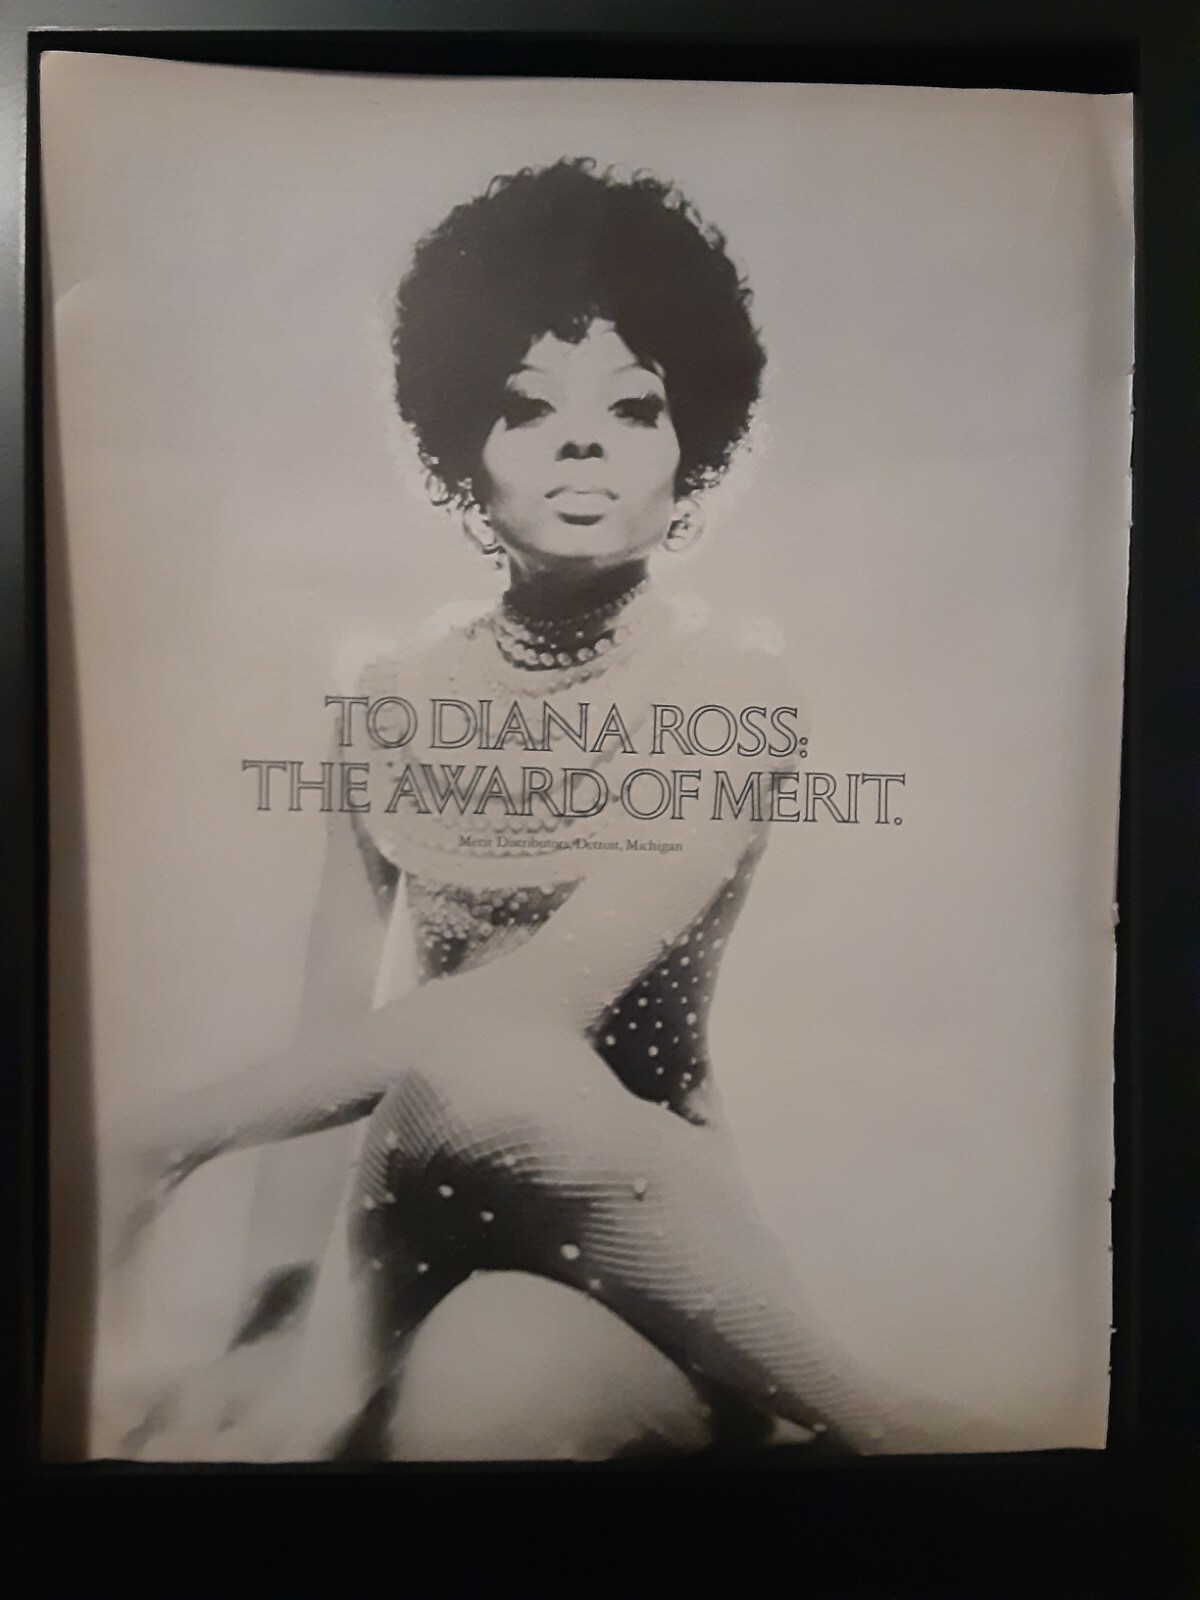 TO DIANA ROSS:
THE AWARD OF MERIT.
Merit Distributors, Detroit, Michigan